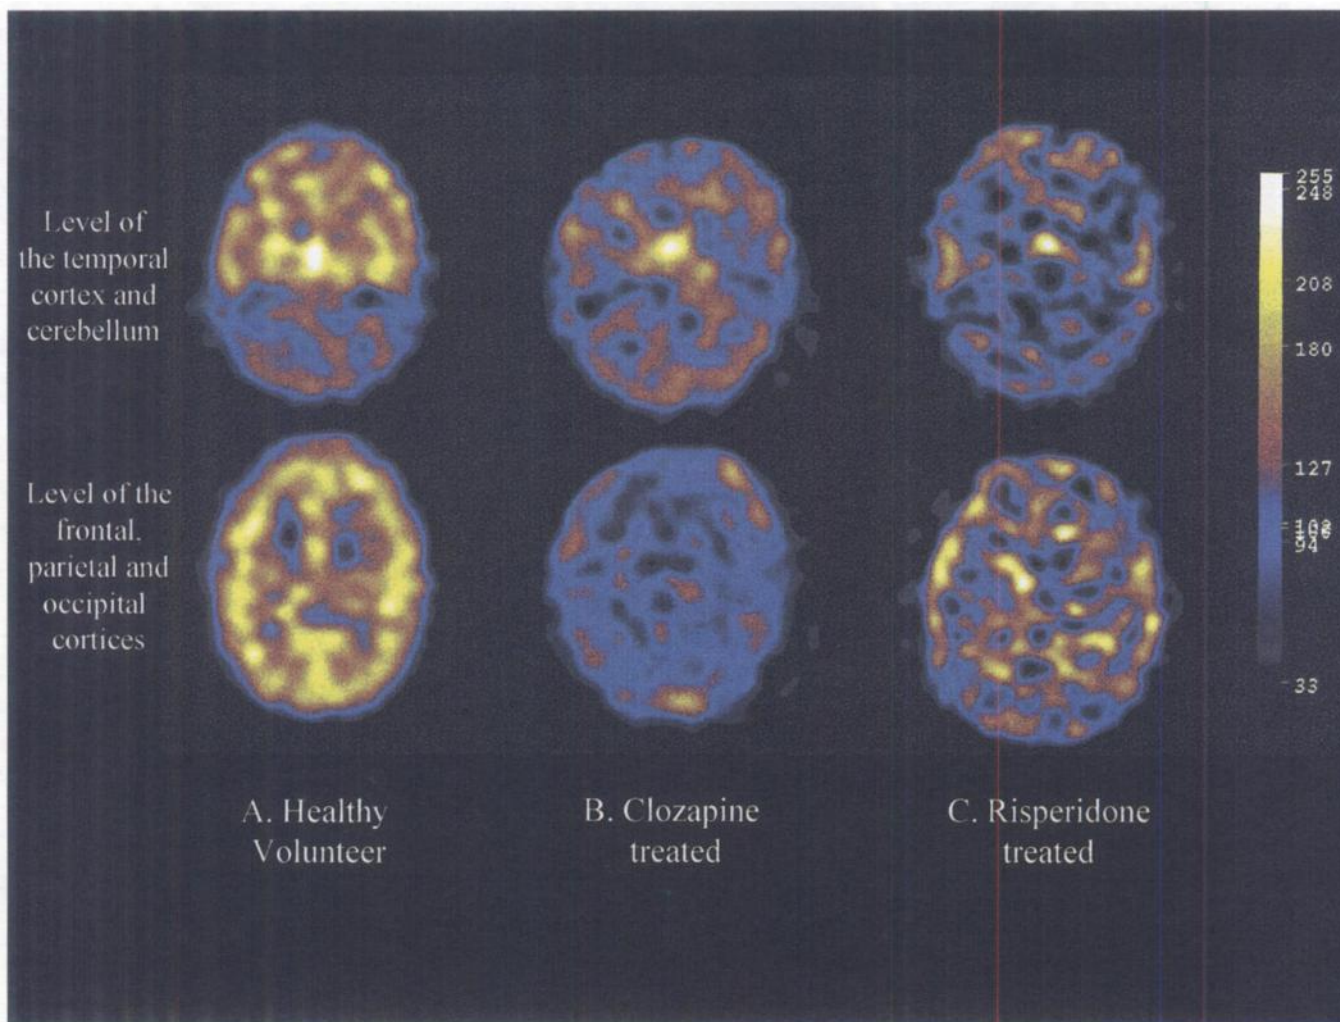 Level of
the temporal
cortex and
cerebellum
Level of the
frontal.
parietal and
occipital
cortices
A. Healthy
Volunteer
B. Clozapine
treated
C. Risperidone
treated
255
248
208
180
127
94
33